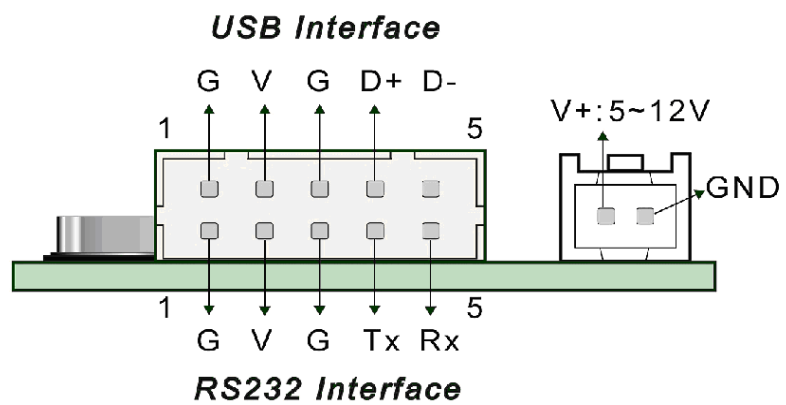 USB Interface
G V G D+ D-
V+:5~12V
1 5
GND
1 5
G V G Tx Rx
RS232 Interface